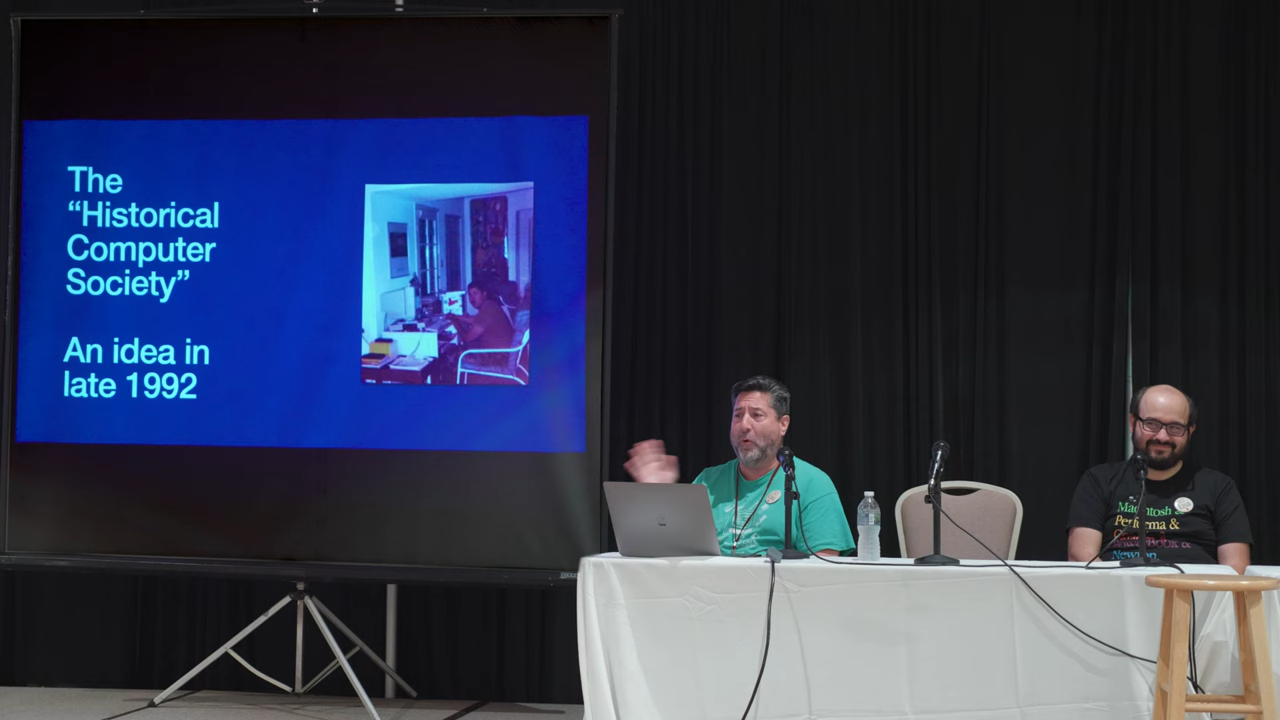 The
“Historical
Computer
Society”
An idea in
late 1992
Macintosh &
Performa &
Newton.